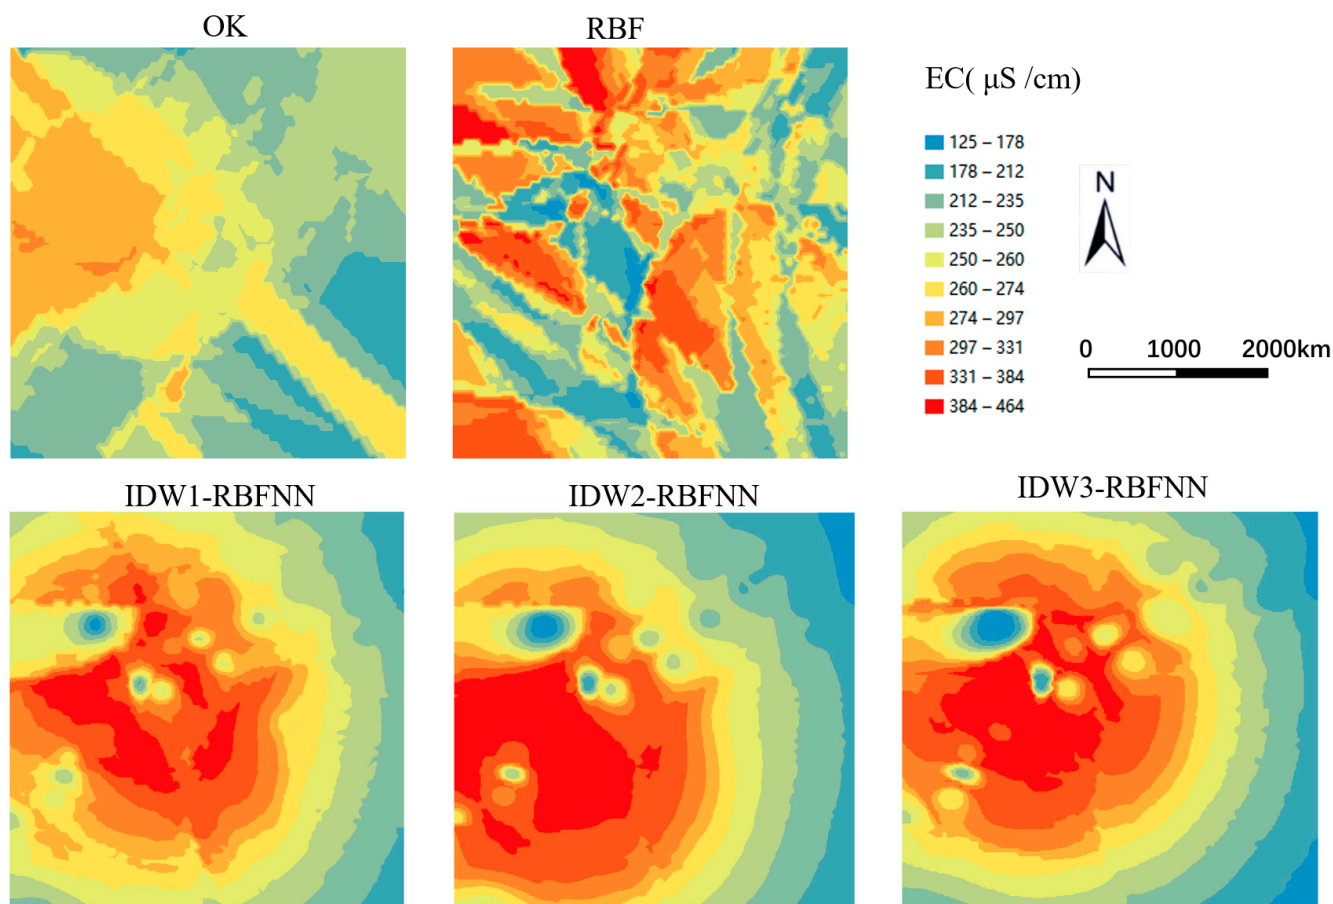 OK
RBF
EC( μS /cm)
125 – 178
178 – 212
212 – 235
235 – 250
250 – 260
260 – 274
274 – 297
297 – 331
331 – 384
384 – 464
N
0 1000 2000km
IDW1-RBFNN
IDW2-RBFNN
IDW3-RBFNN